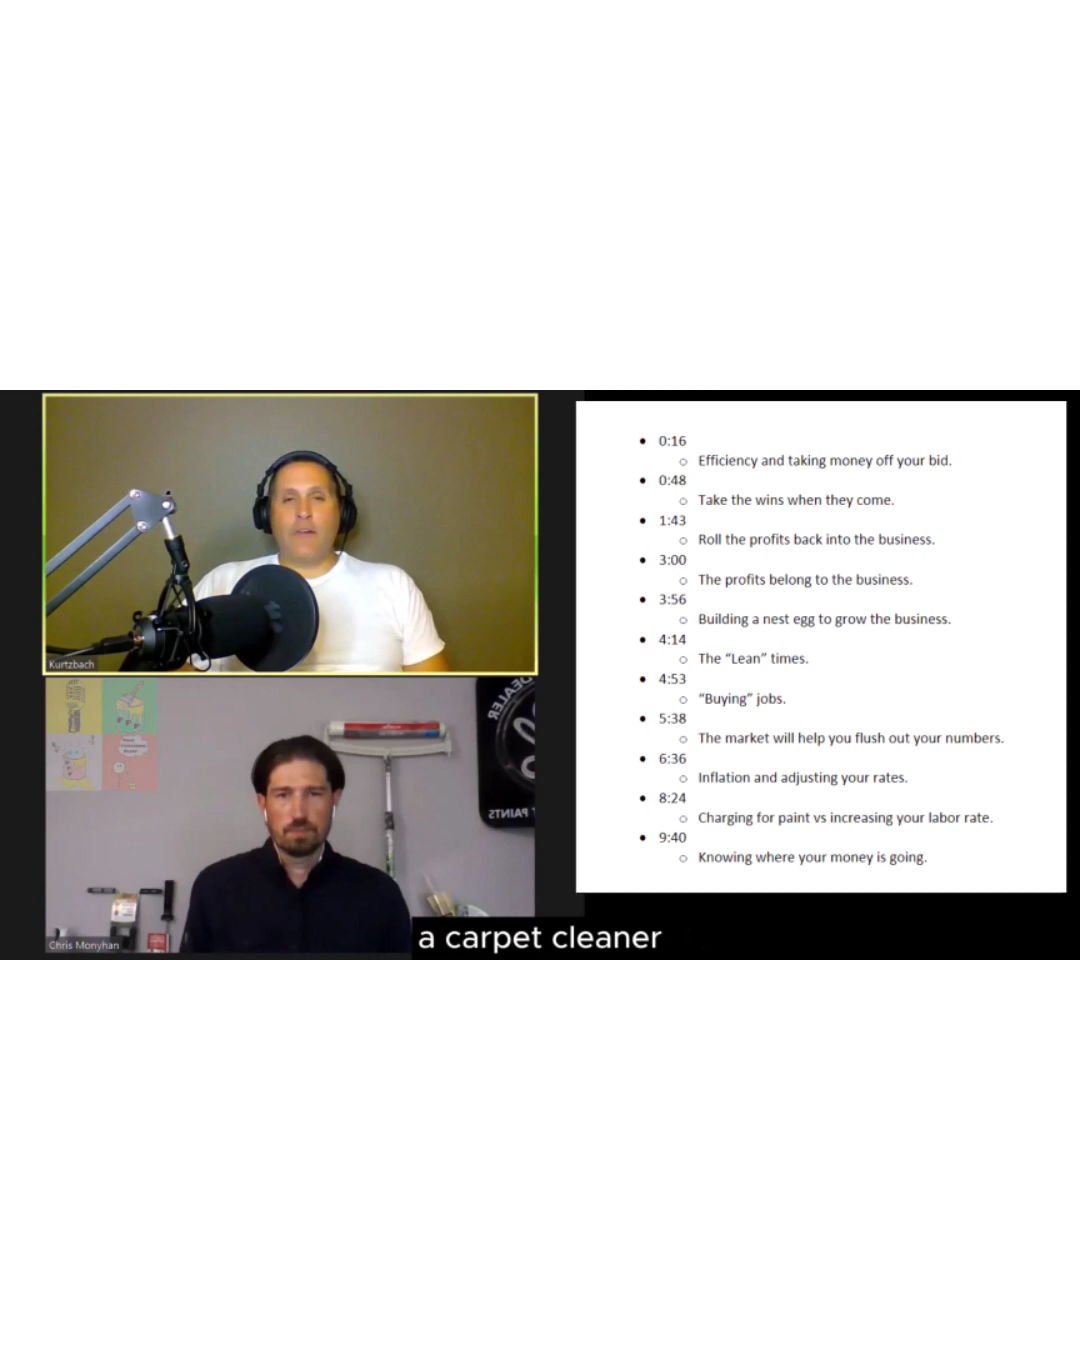 Kurtzbach
DEALER
PAINTS
Chris Monyhan
• 0:16
o Efficiency and taking money off your bid.
• 0:48
o Take the wins when they come.
• 1:43
o Roll the profits back into the business.
• 3:00
o The profits belong to the business.
• 3:56
o Building a nest egg to grow the business.
• 4:14
o The “Lean” times.
• 4:53
o “Buying” jobs.
• 5:38
o The market will help you flush out your numbers.
• 6:36
o Inflation and adjusting your rates.
• 8:24
o Charging for paint vs increasing your labor rate.
• 9:40
o Knowing where your money is going.
a carpet cleaner